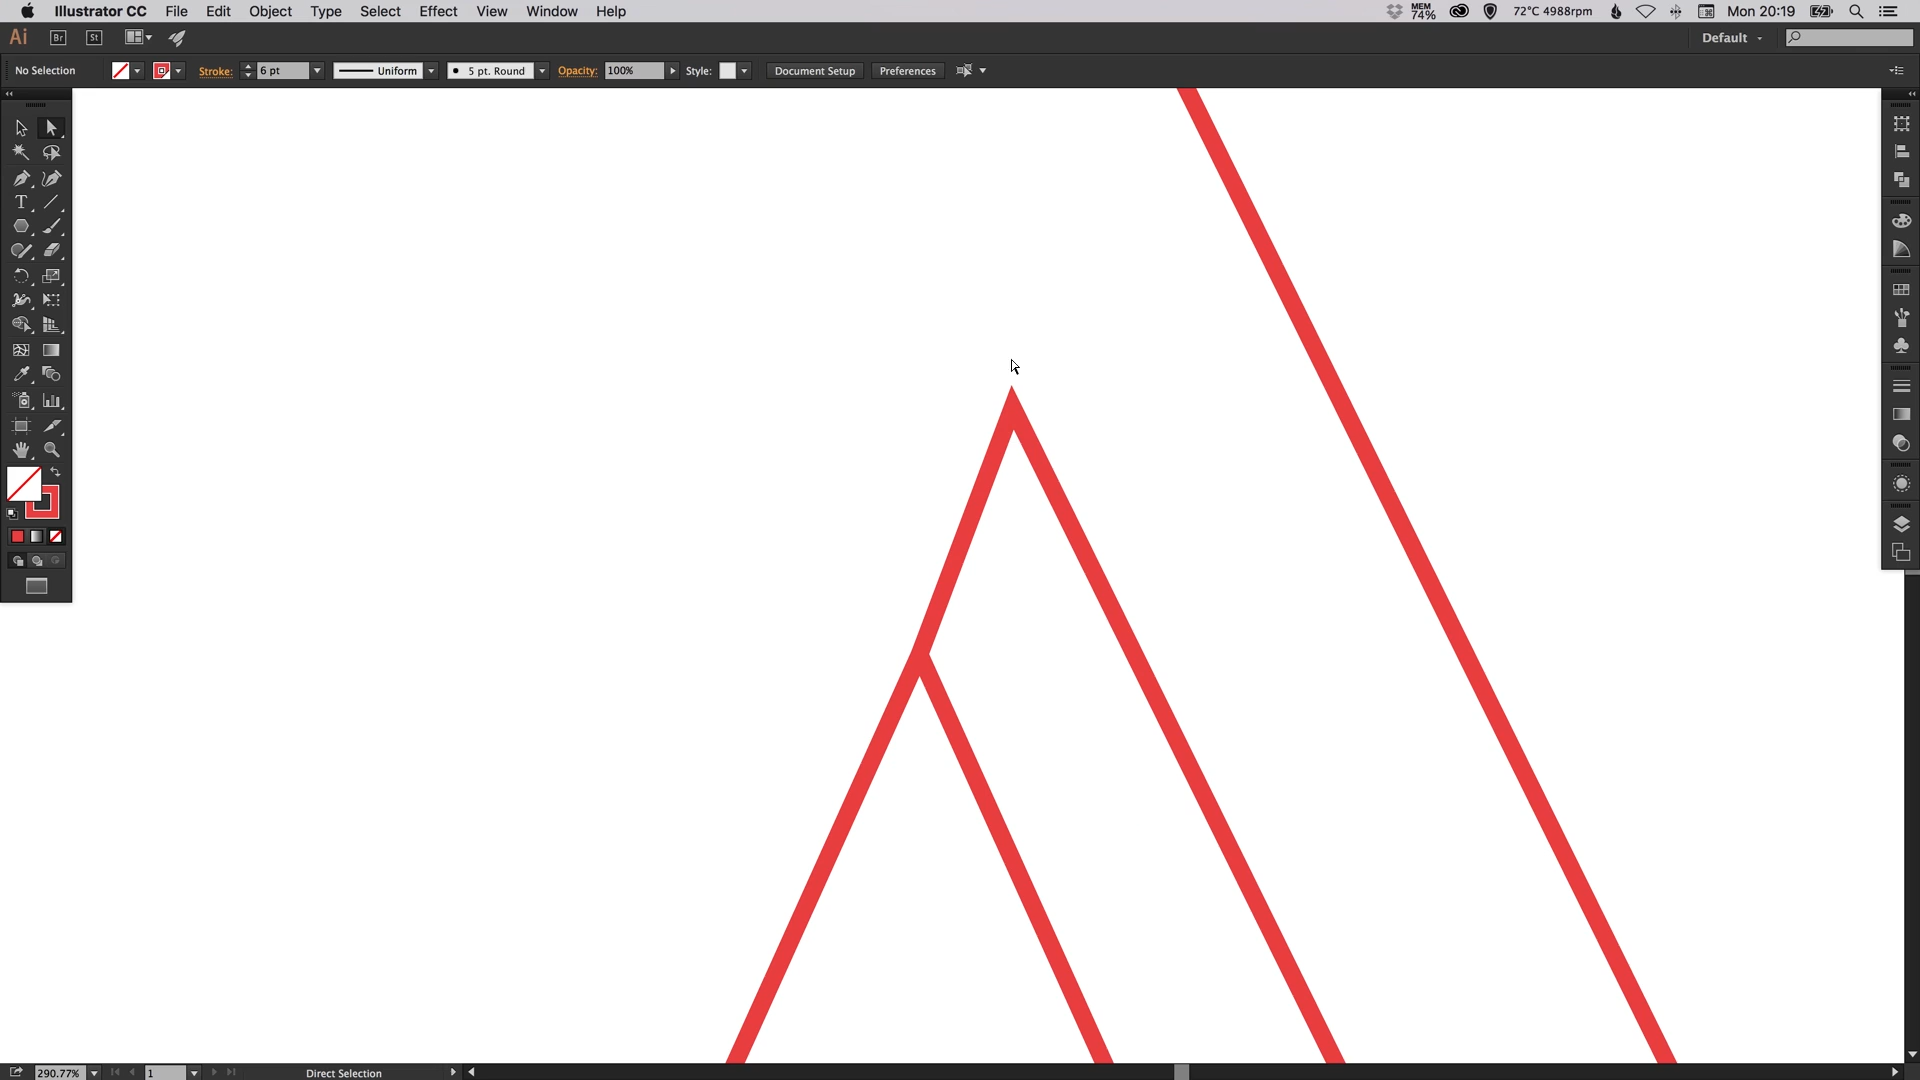 Illustrator CC File Edit Object Type Select Effect View Window Help MEM 74% 72°C 4988rpm Mon 20:19
Ai Br St Default
No Selection Stroke: 6 pt Uniform 5 pt. Round Opacity: 100% Style: Document Setup Preferences
T
290.77% 1 Direct Selection